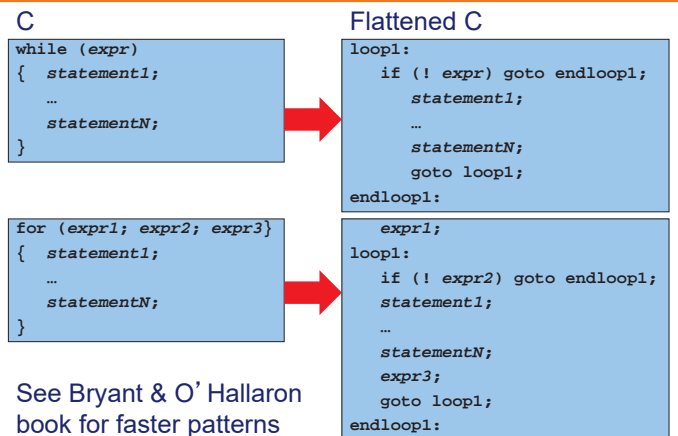 C
while (expr)
{ statement1;
…
statementN;
}
Flattened C
loop1:
if (! expr) goto endloop1;
statement1;
…
statementN;
goto loop1;
endloop1:
for (expr1; expr2; expr3}
{ statement1;
…
statementN;
}
expr1;
loop1:
if (! expr2) goto endloop1;
statement1;
…
statementN;
expr3;
goto loop1;
endloop1:
See Bryant & O’ Hallaron
book for faster patterns